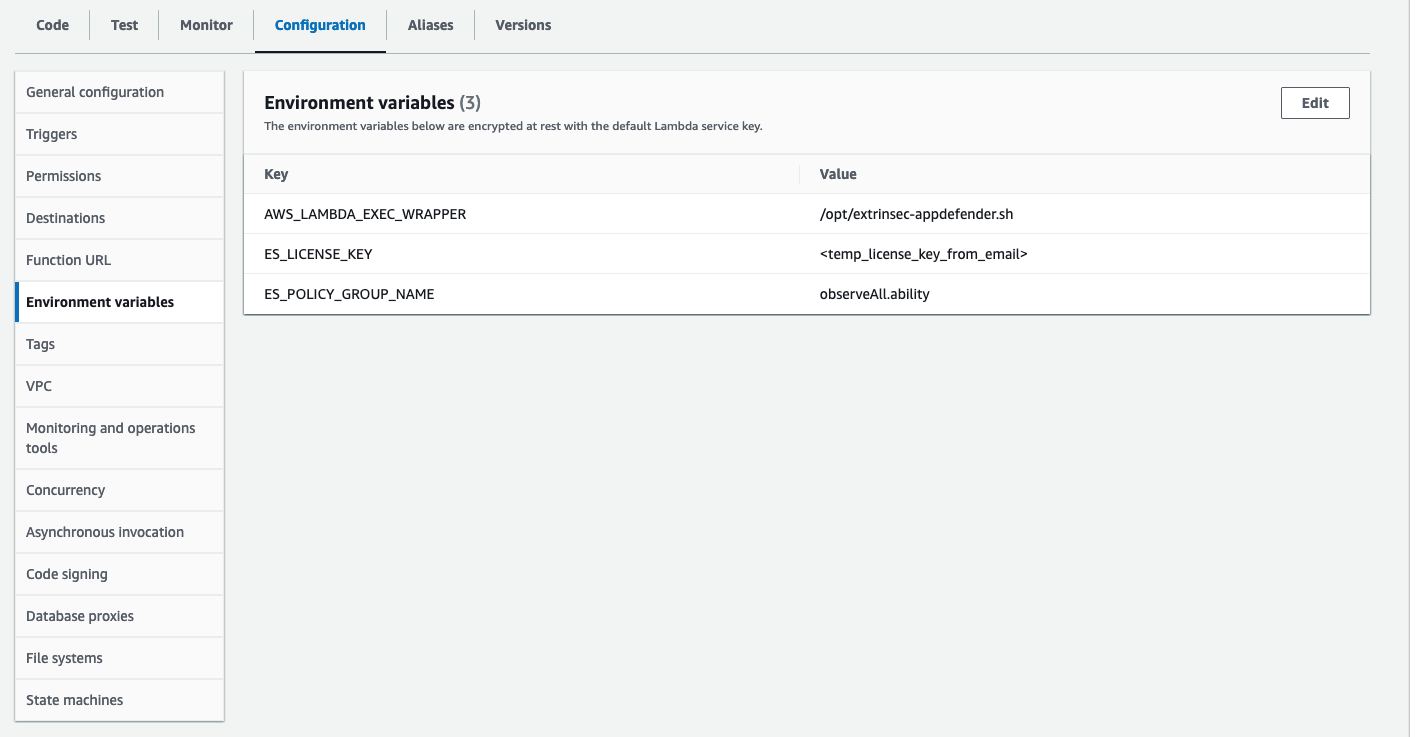 Code Test Monitor Configuration Aliases Versions
General configuration
Triggers
Permissions
Destinations
Function URL
Environment variables
Tags
VPC
Monitoring and operations
tools
Concurrency
Asynchronous invocation
Code signing
Database proxies
File systems
State machines
Environment variables (3)
Edit
The environment variables below are encrypted at rest with the default Lambda service key.
Key Value
AWS_LAMBDA_EXEC_WRAPPER /opt/extrinsec-appdefender.sh
ES_LICENSE_KEY <temp_license_key_from_email>
ES_POLICY_GROUP_NAME observeAll.ability